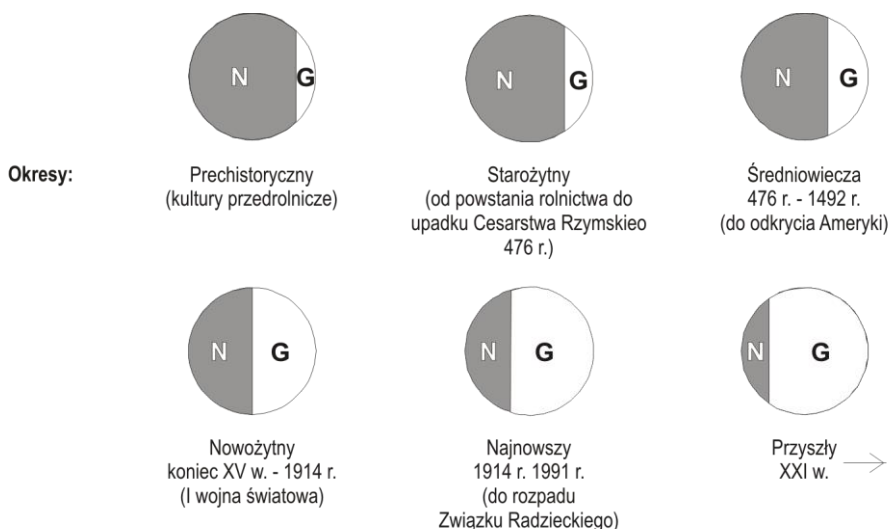 N G
N G
N G
Okresy:
Prechistoryczny
(kultury przedrolnicze)
Starożytny
(od powstania rolnictwa do
upadku Cesarstwa Rzymskieo
476 r.)
Średniowiecza
476 r. - 1492 r.
(do odkrycia Ameryki)
N G
N G
N G
Nowożytny
koniec XV w. - 1914 r.
(I wojna światowa)
Najnowszy
1914 r. 1991 r.
(do rozpadu
Związku Radzieckiego)
Przyszły
XXI w.